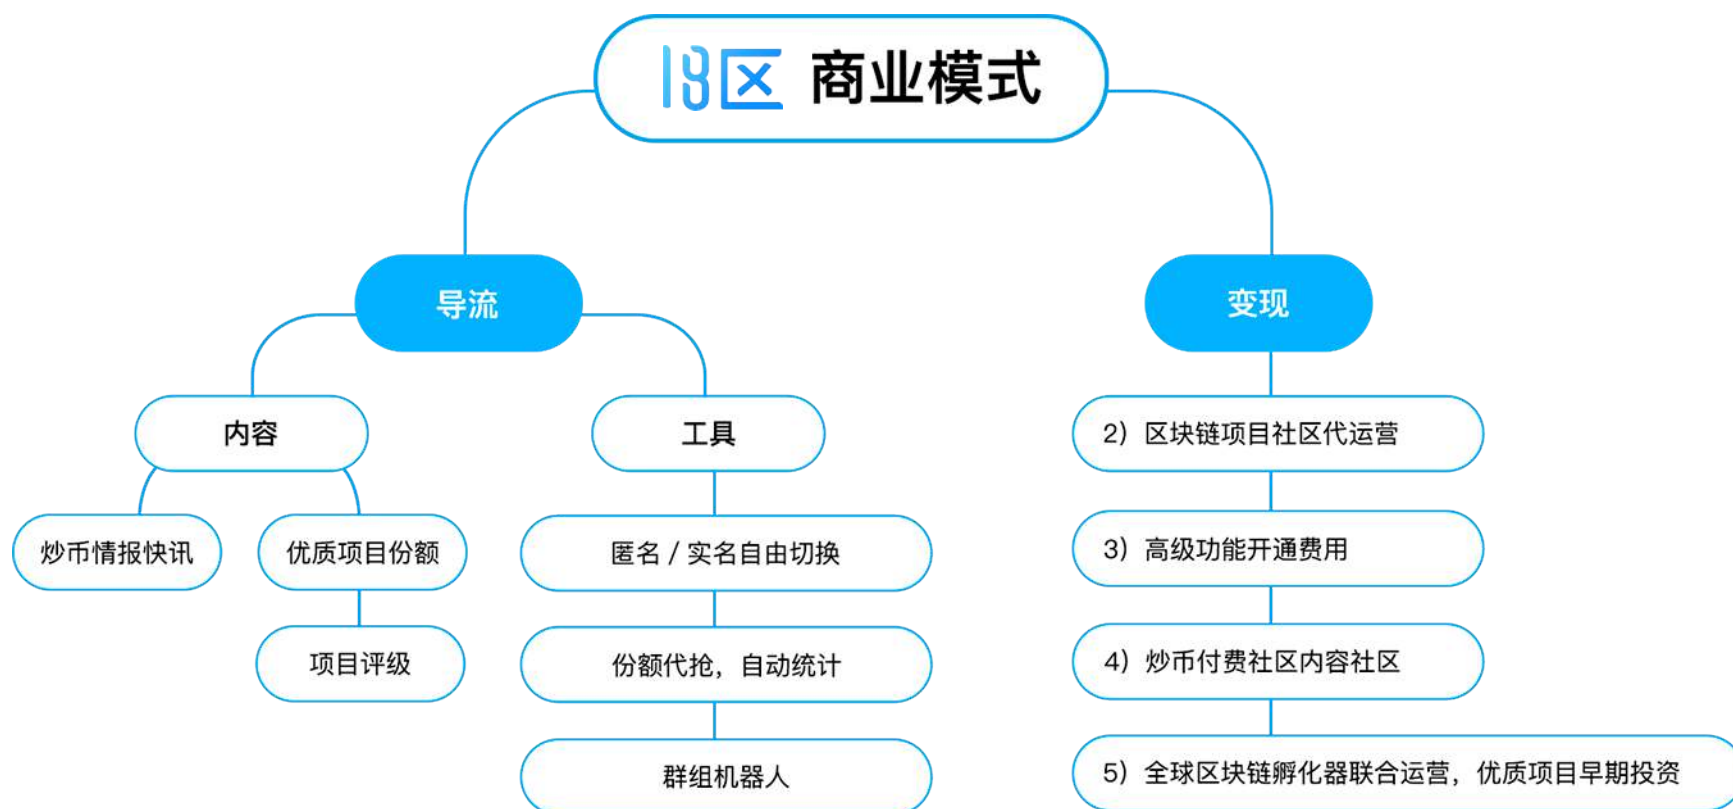 18区 商业模式
导流
变现
内容
工具
2）区块链项目社区代运营
炒币情报快讯
优质项目份额
匿名 / 实名自由切换
3）高级功能开通费用
项目评级
份额代抢，自动统计
4）炒币付费社区内容社区
群组机器人
5）全球区块链孵化器联合运营，优质项目早期投资